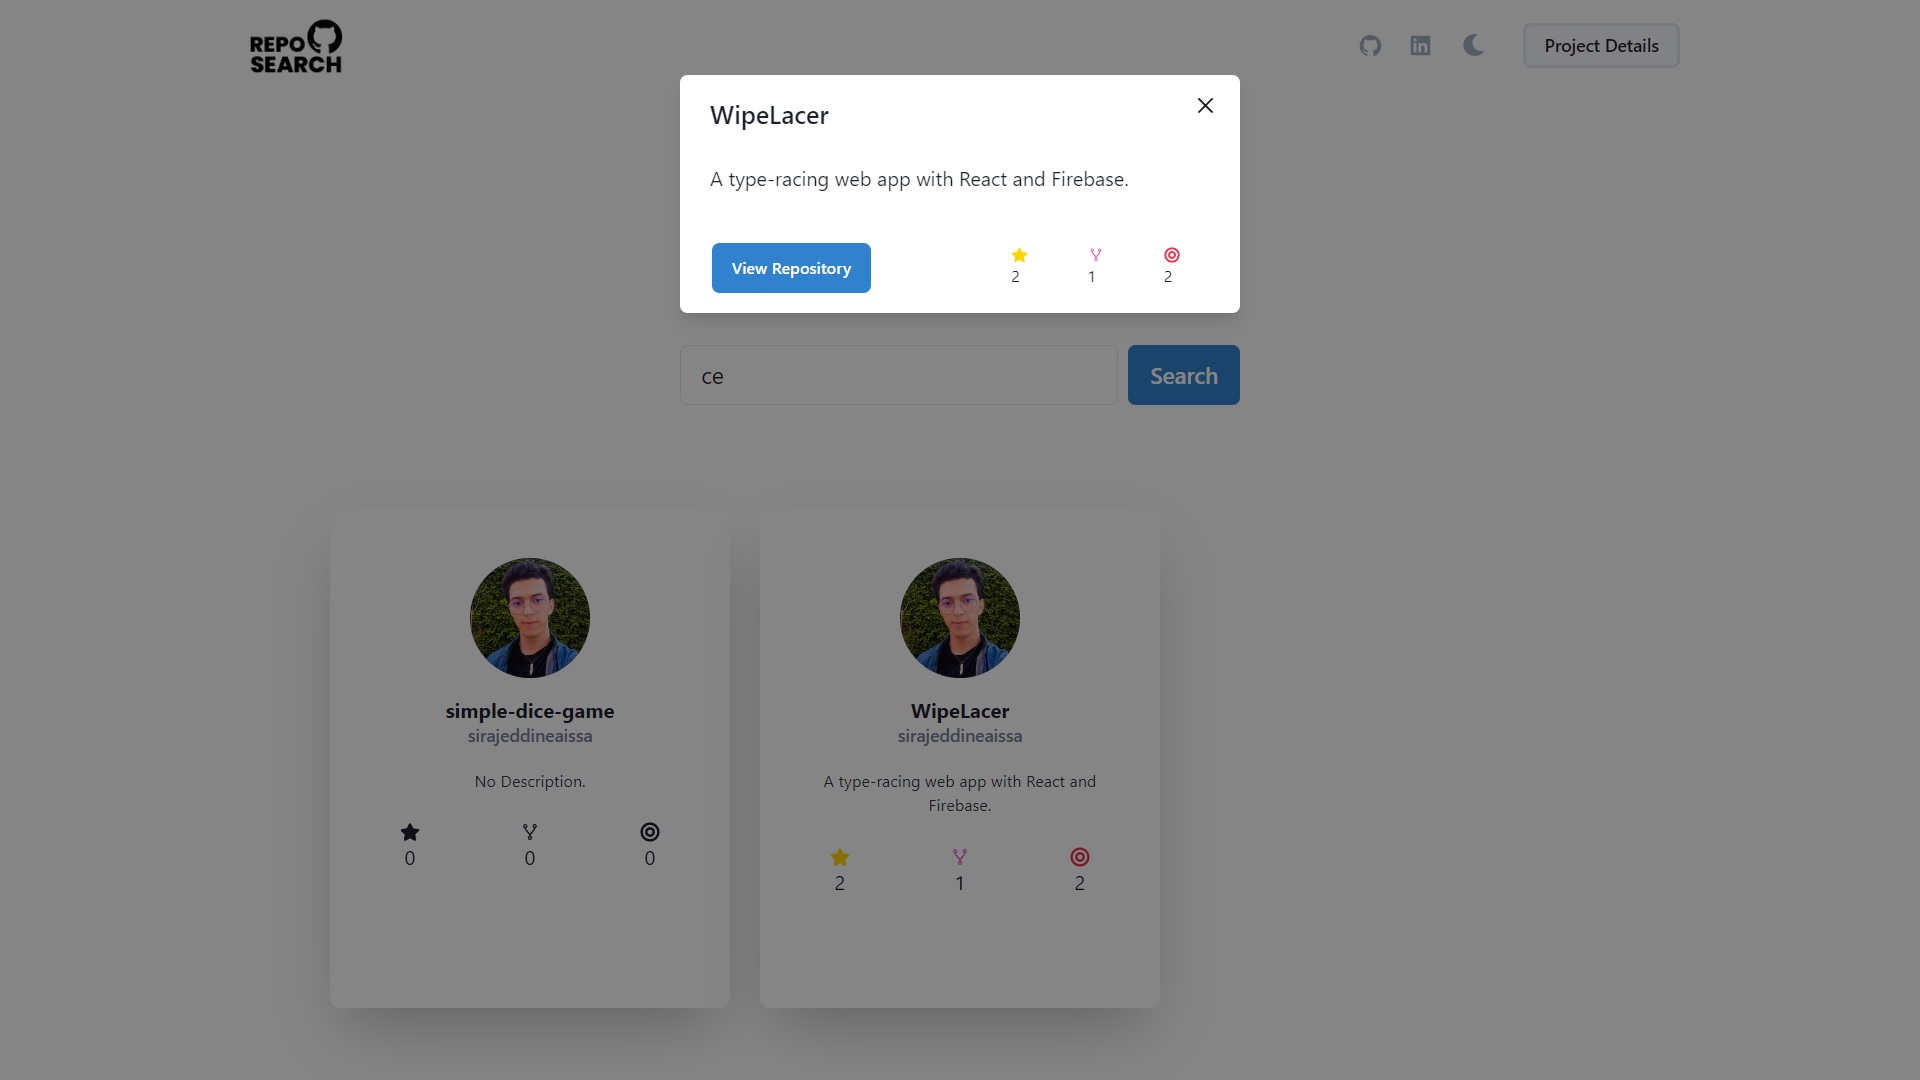 REPO
SEARCH
Project Details
WipeLacer
A type-racing web app with React and Firebase.
View Repository
2
1
2
ce
Search
simple-dice-game
sirajeddineaissa
No Description.
0
0
0
WipeLacer
sirajeddineaissa
A type-racing web app with React and
Firebase.
2
1
2